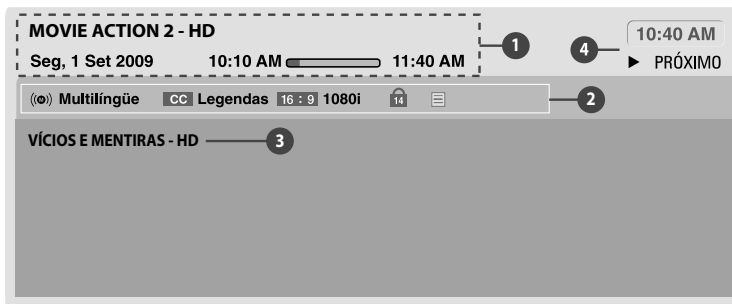 MOVIE ACTION 2 - HD
Seg, 1 Set 2009 10:10 AM 11:40 AM
1
4
10:40 AM
▶ PRÓXIMO
((o)) Multilíngüe CC Legendas 16 : 9 1080i 14
2
VÍCIOS E MENTIRAS - HD
3